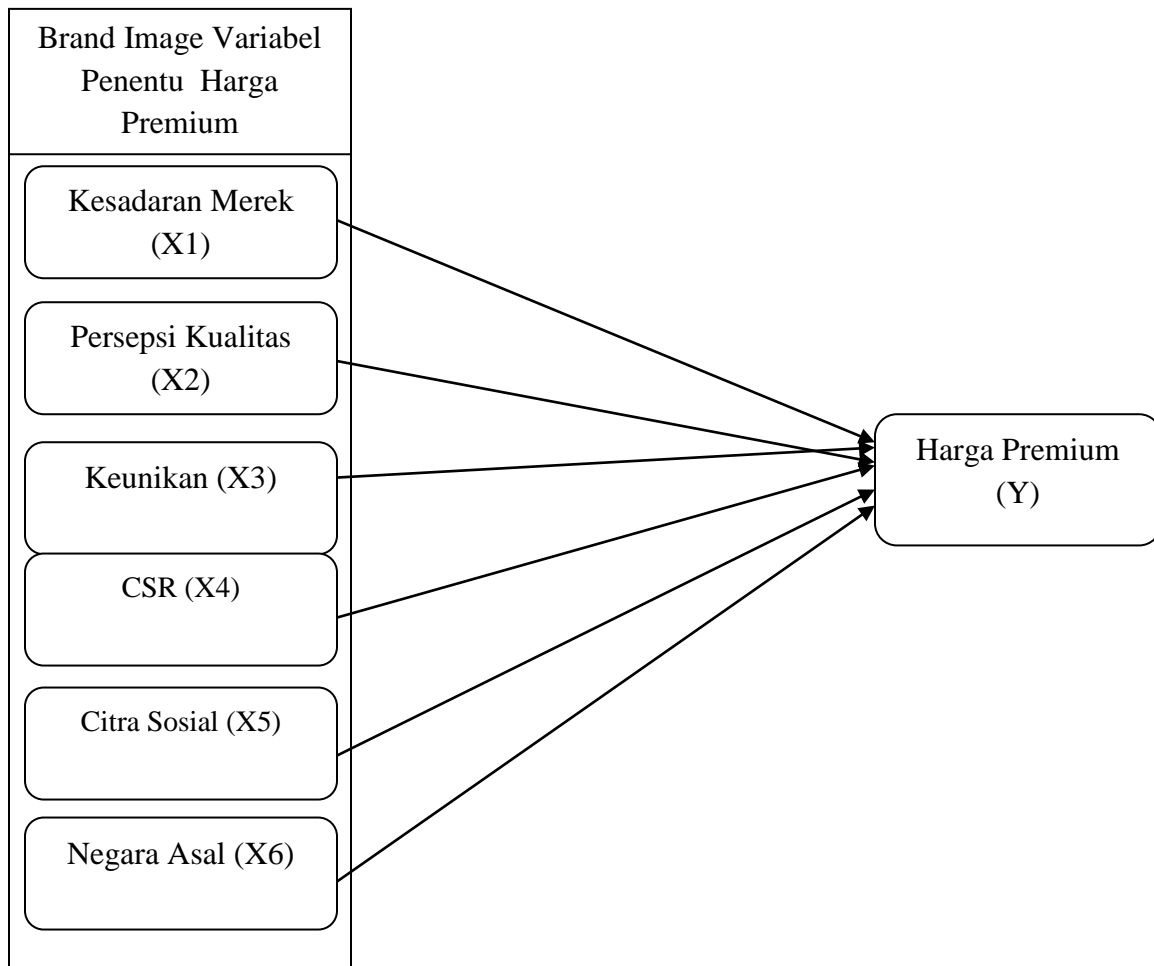 Brand Image Variabel
Penentu Harga
Premium
Kesadaran Merek
(X1)
Persepsi Kualitas
(X2)
Keunikan (X3)
CSR (X4)
Citra Sosial (X5)
Negara Asal (X6)
Harga Premium
(Y)